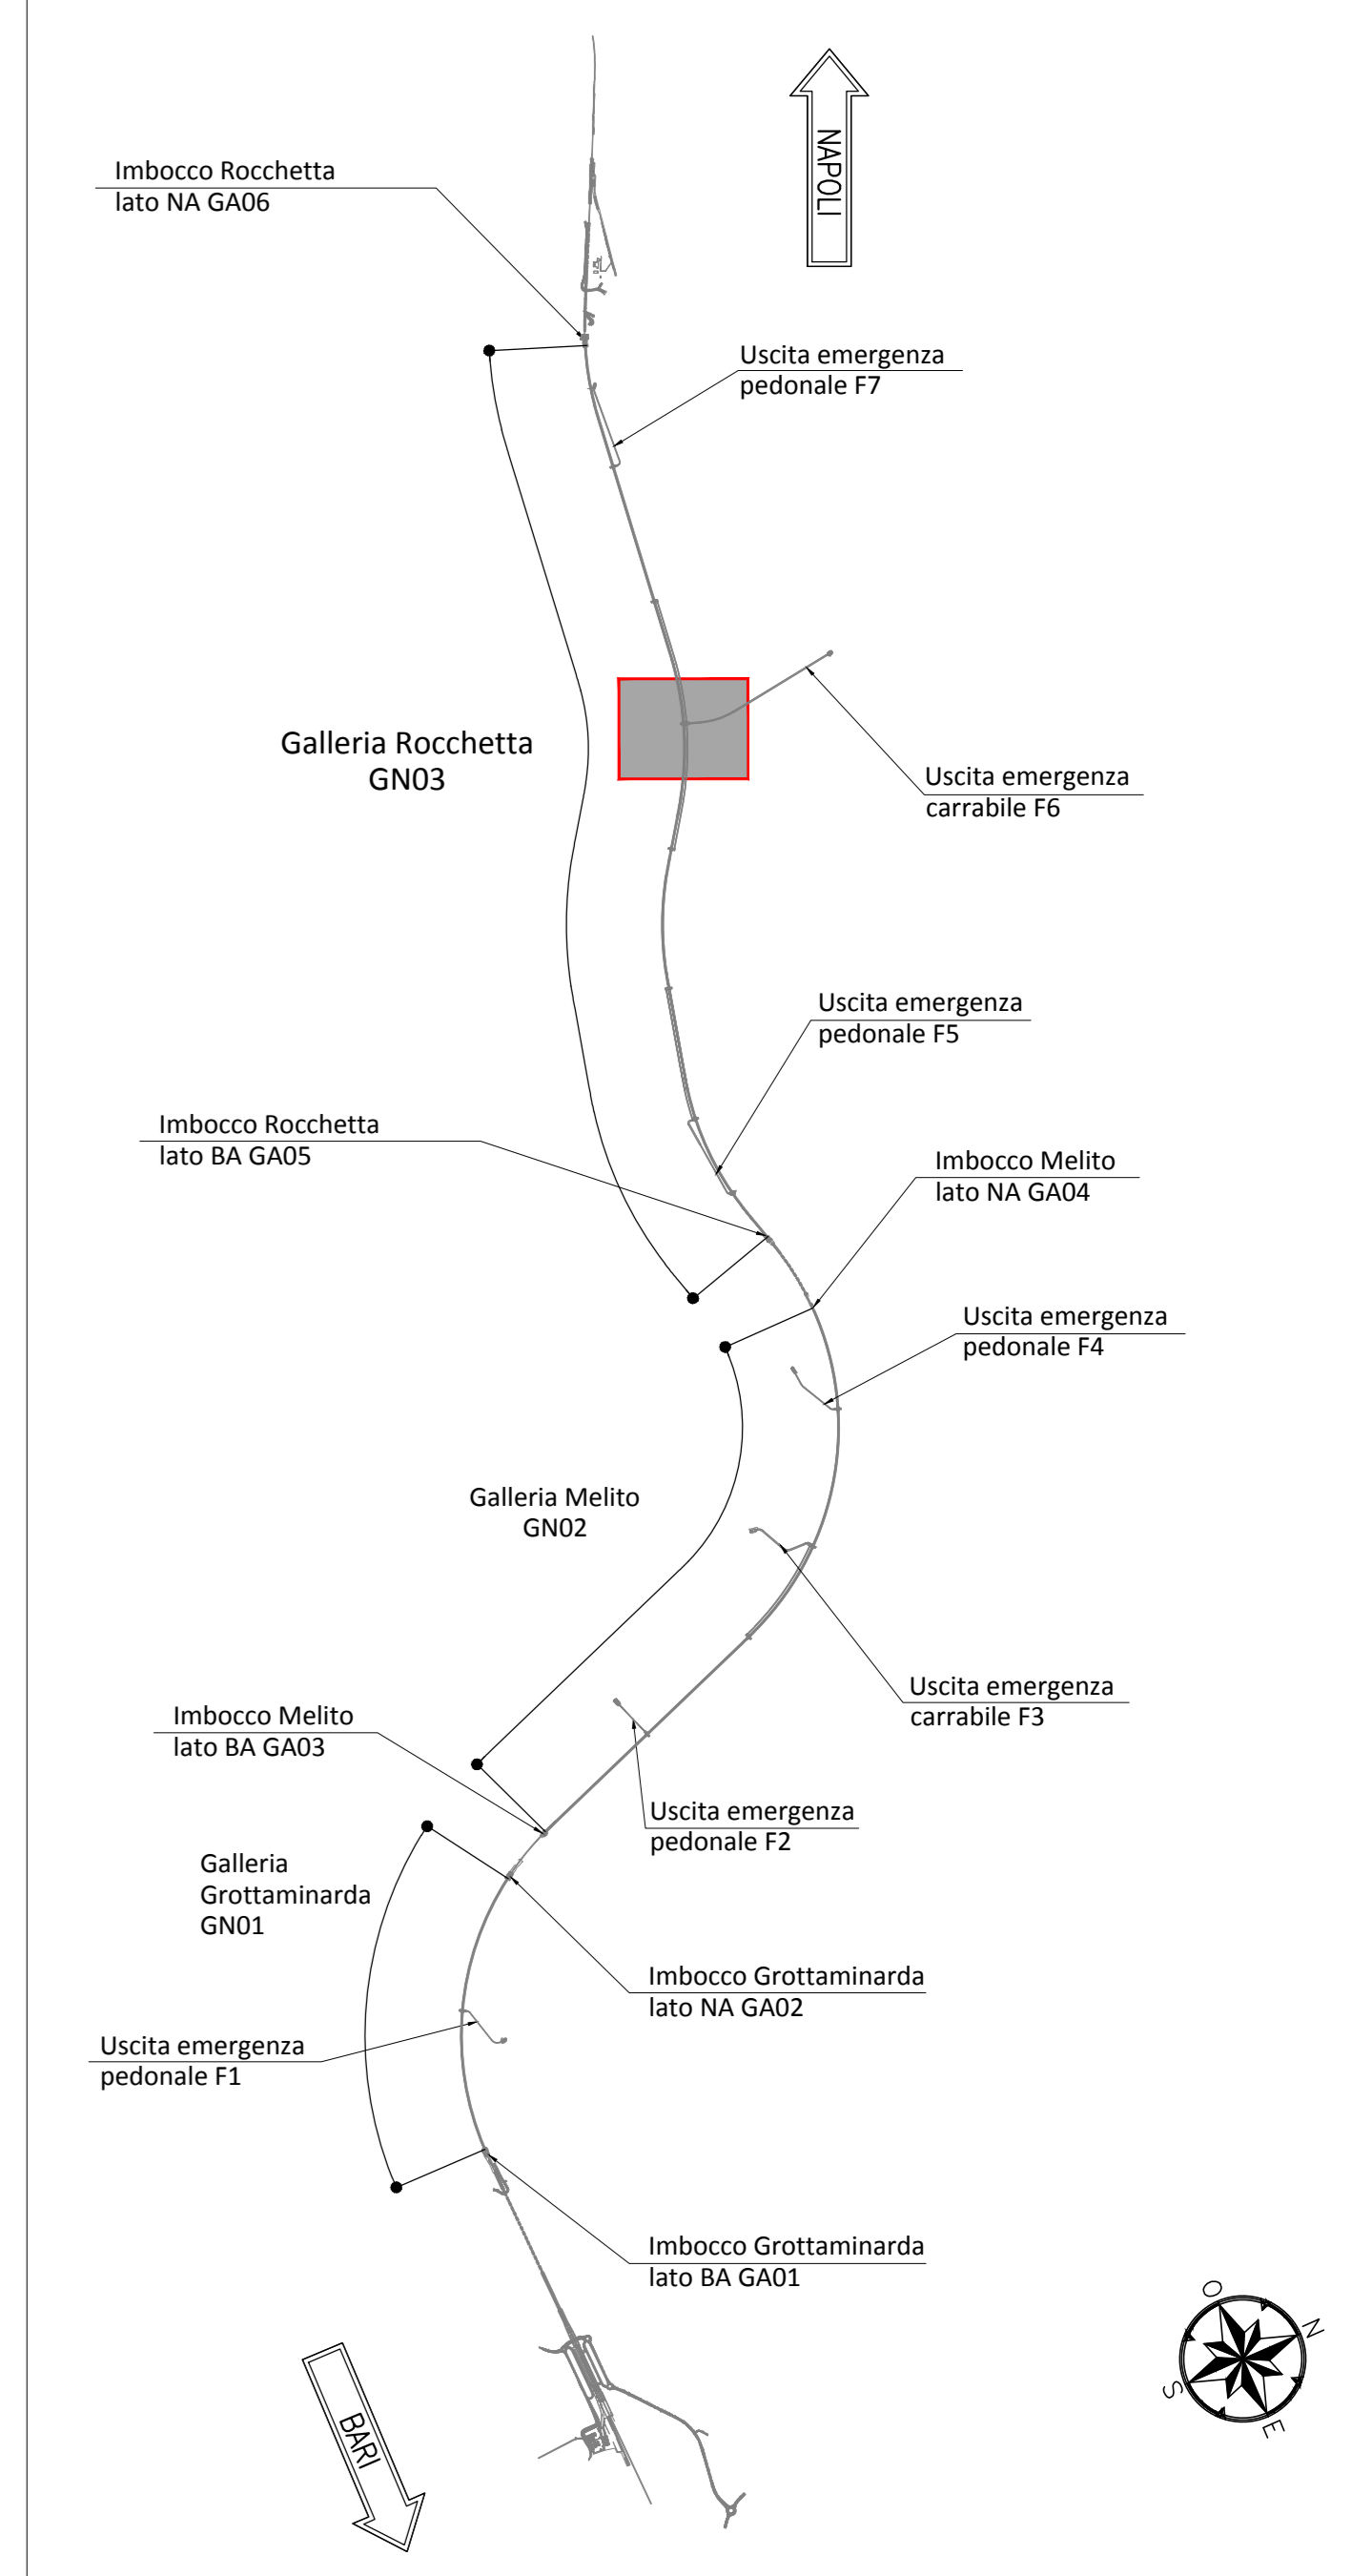 NAPOLI
Imbocco Rocchetta
lato NA GA06
Uscita emergenza
pedonale F7
Galleria Rocchetta
GN03
Uscita emergenza
carrabile F6
Uscita emergenza
pedonale F5
Imbocco Rocchetta
lato BA GA05
Imbocco Melito
lato NA GA04
Uscita emergenza
pedonale F4
Galleria Melito
GN02
Uscita emergenza
carrabile F3
Imbocco Melito
lato BA GA03
Uscita emergenza
pedonale F2
Galleria
Grottaminarda
GN01
Imbocco Grottaminarda
lato NA GA02
Uscita emergenza
pedonale F1
Imbocco Grottaminarda
lato BA GA01
O
N
S
E
BARI